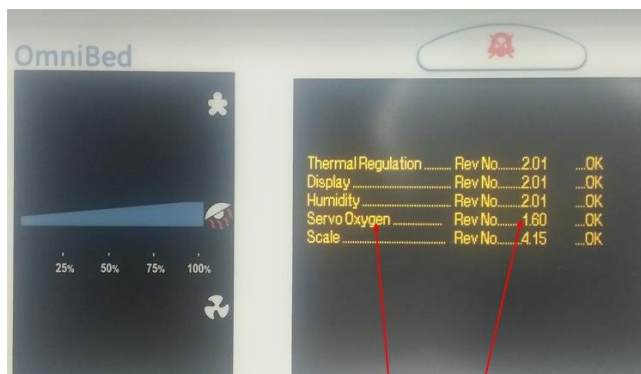 OmniBed
Thermal Regulation ........ Rev No.......2.01 ....OK
Display ........................... Rev No.......2.01 ....OK
Humidity ......................... Rev No.......2.01 ....OK
Servo Oxygen ............... Rev No.......1.60 ....OK
Scale .............................. Rev No.......4.15 ....OK
25% 50% 75% 100%